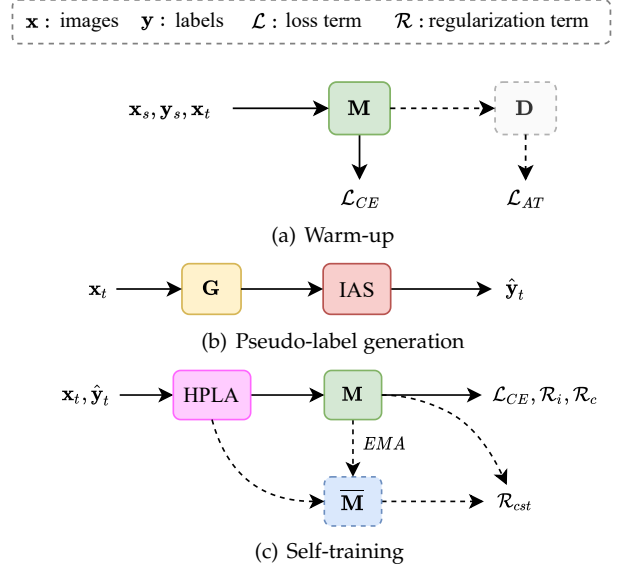 x : images y : labels ℒ : loss term ℛ : regularization term
x_s, y_s, x_t M D
ℒ_CE ℒ_AT
(a) Warm-up
x_t G IAS ŷ_t
(b) Pseudo-label generation
x_t, ŷ_t HPLA M ℒ_CE, ℛ_i, ℛ_c
EMA
M̅ ℛ_cst
(c) Self-training